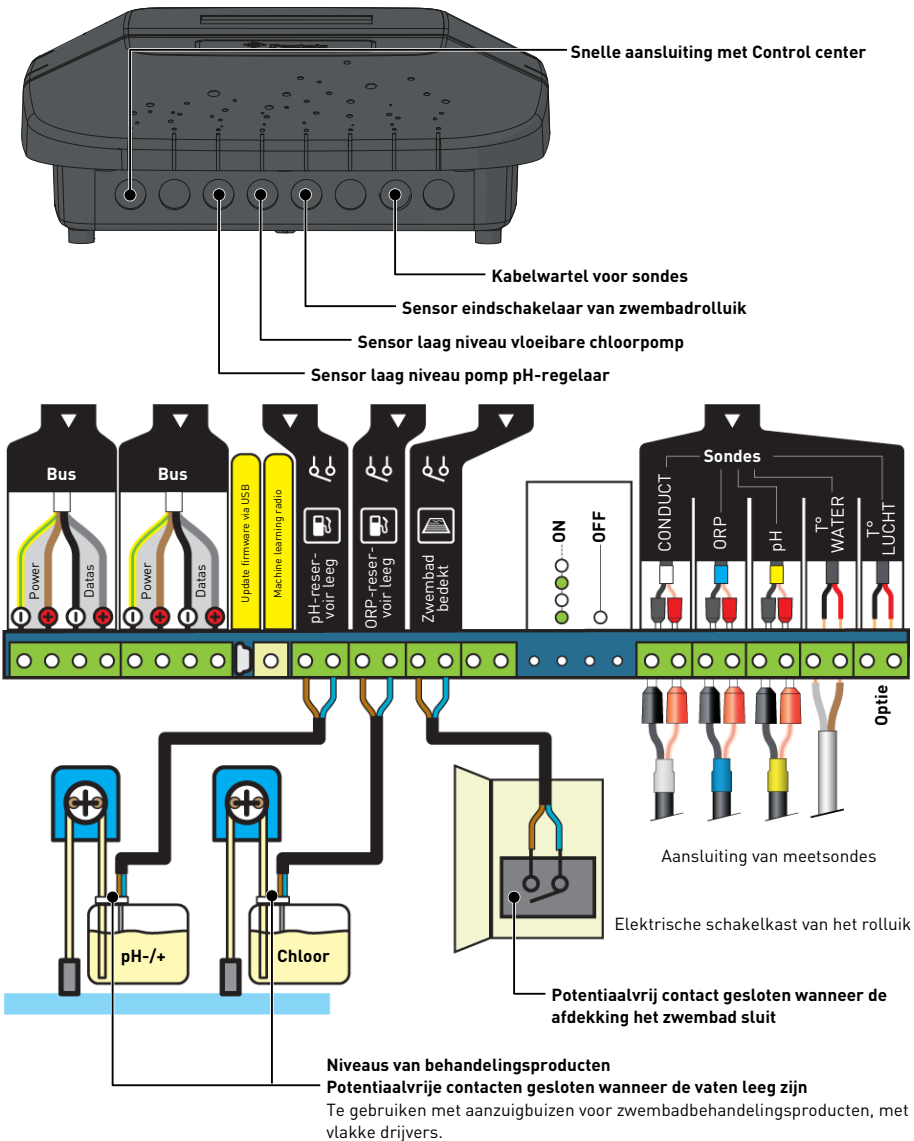 Snelle aansluiting met Control center
Kabelwartel voor sondes
Sensor eindschakelaar van zwembadrolluik
Sensor laag niveau vloeibare chloorpomp
Sensor laag niveau pomp pH-regelaar
Bus
Power
Datas
Bus
Power
Datas
Update firmware via USB
Machine learning radio
pH-reser-
voir leeg
ORP-reser-
voir leeg
Zwembad
bedekt
ON
OFF
Sondes
CONDUCT
ORP
pH
T°
WATER
T°
LUCHT
Optie
pH-/+
Chloor
Aansluiting van meetsondes
Elektrische schakelkast van het rolluik
Potentiaalvrij contact gesloten wanneer de
afdekking het zwembad sluit
Niveaus van behandelingsproducten
Potentiaalvrije contacten gesloten wanneer de vaten leeg zijn
Te gebruiken met aanzuigbuizen voor zwembadbehandelingsproducten, met
vlakke drijvers.